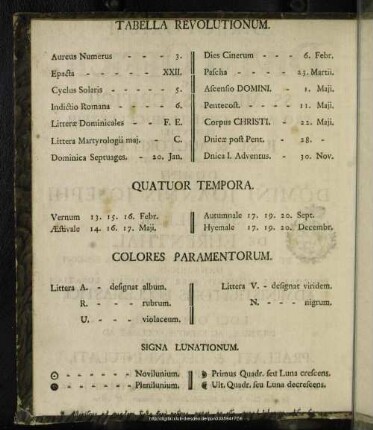 TABELLA REVOLUTIONUM.
Aureus Numerus - - - 3.
Epacta - - - - - XXII.
Cyclus Solaris - - - - 5.
Indictio Romana - - - 6.
Litteræ Dominicales - - F. E.
Littera Martyrologii maj. - C.
Dominica Septuages. - 20. Jan.
Dies Cinerum - - - 6. Febr.
Pascha - - - - - 23. Martii.
Ascensio DOMINI. - 1. Maji.
Pentecost. - - - - 11. Maji.
Corpus CHRISTI. - - 22. Maji.
Dnicæ post Pent. - 28. -
Dnica I. Adventus. - 30. Nov.
QUATUOR TEMPORA.
Vernum 13. 15. 16. Febr.
Æstivale 14. 16. 17. Maji.
Autumnale 17. 19. 20. Sept.
Hyemale 17. 19. 20. Decembr.
COLORES PARAMENTORUM.
Littera A. - designat album.
R. - - - rubrum.
U. - - - violaceum.
Littera V. - designat viridem.
N. - - - nigrum.
SIGNA LUNATIONUM.
Novilunium.
Plenilunium.
Primus Quadr. seu Luna crescens.
Ult. Quadr. seu Luna decrescens.